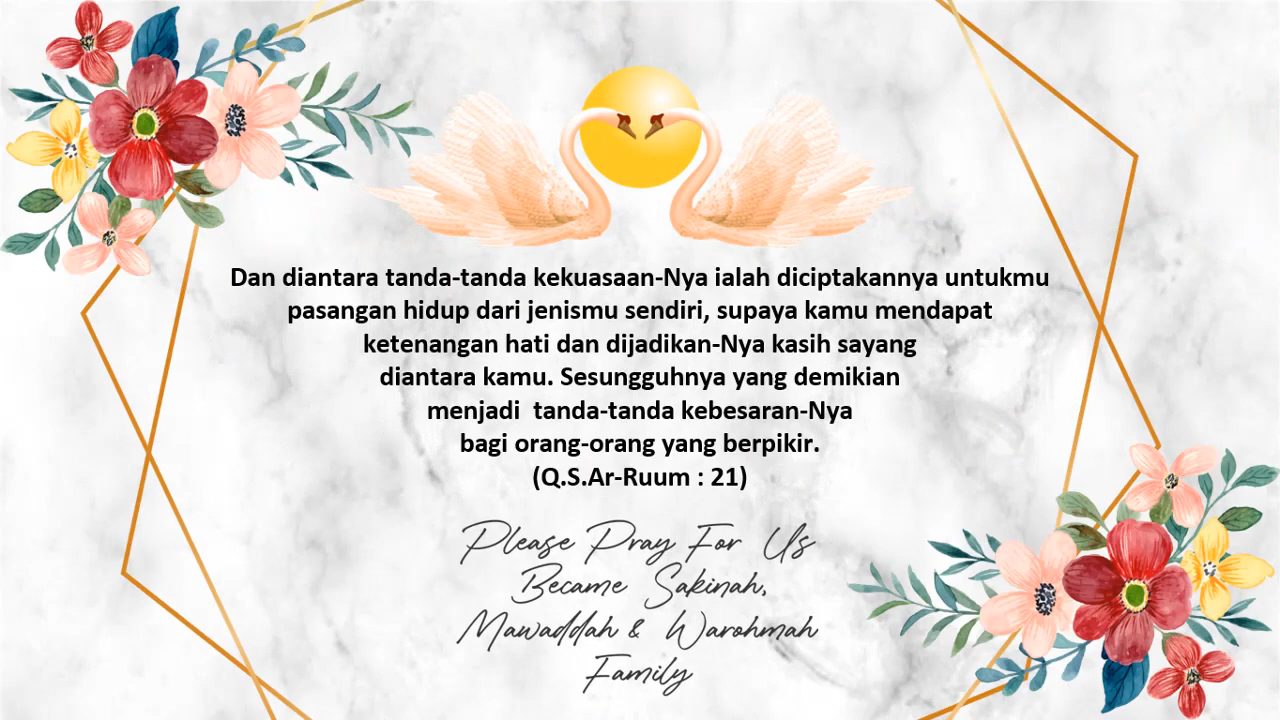 Dan diantara tanda-tanda kekuasaan-Nya ialah diciptakannya untukmu
pasangan hidup dari jenismu sendiri, supaya kamu mendapat
ketenangan hati dan dijadikan-Nya kasih sayang
diantara kamu. Sesungguhnya yang demikian
menjadi  tanda-tanda kebesaran-Nya
bagi orang-orang yang berpikir.
(Q.S.Ar-Ruum : 21)
Please Pray For Us
Became Sakinah,
Mawaddah & Warohmah
Family